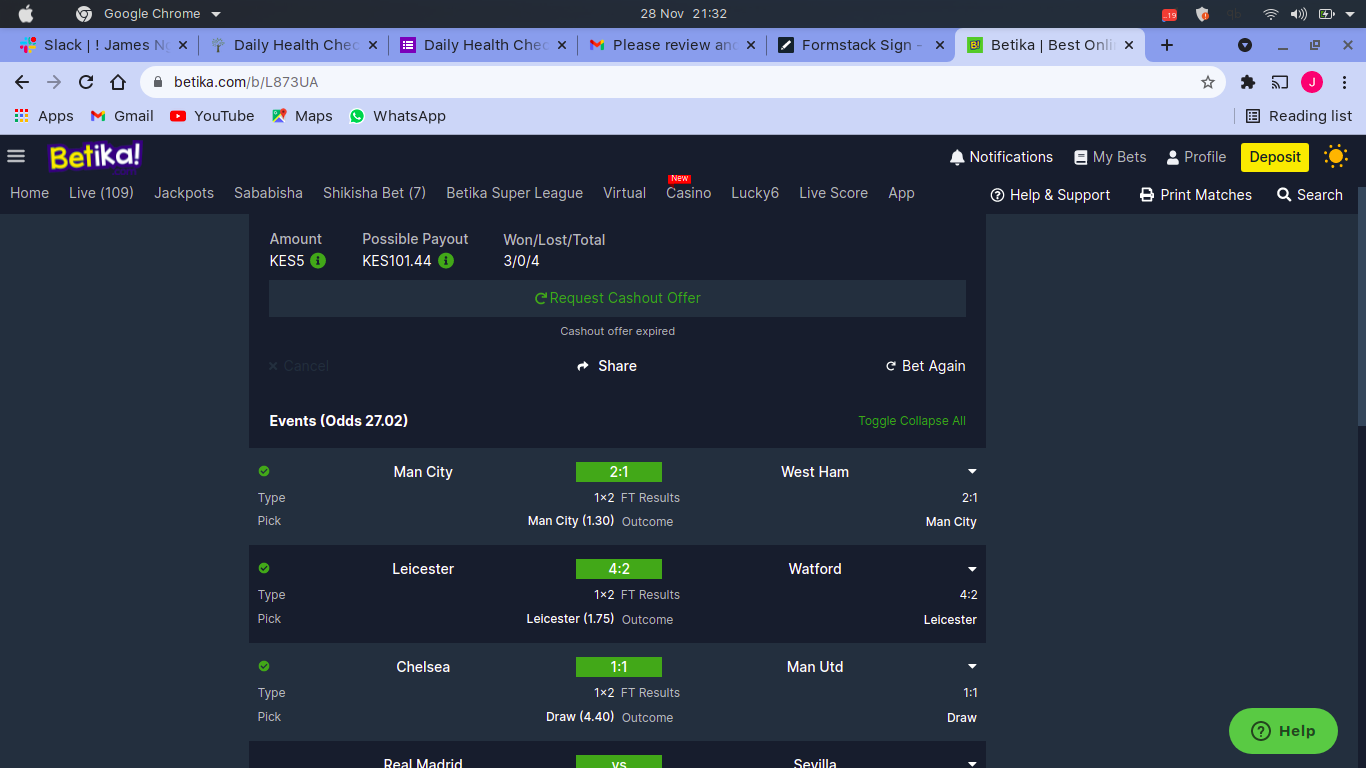 Google Chrome 28 Nov 21:32
Slack | ! James Daily Health Chec Daily Health Chec Please review an Formstack Sign - Betika | Best Onli
betika.com/b/L873UA J
Apps Gmail YouTube Maps WhatsApp Reading list
Betika! Notifications My Bets Profile Deposit
New
Home Live (109) Jackpots Sababisha Shikisha Bet (7) Betika Super League Virtual Casino Lucky6 Live Score App Help & Support Print Matches Search
Amount Possible Payout Won/Lost/Total
KES5 KES101.44 3/0/4
Request Cashout Offer
Cashout offer expired
Cancel Share Bet Again
Events (Odds 27.02) Toggle Collapse All
Man City 2:1 West Ham
Type 1×2 FT Results 2:1
Pick Man City (1.30) Outcome Man City
Leicester 4:2 Watford
Type 1×2 FT Results 4:2
Pick Leicester (1.75) Outcome Leicester
Chelsea 1:1 Man Utd
Type 1×2 FT Results 1:1
Pick Draw (4.40) Outcome Draw
Real Madrid vs Sevilla
Help